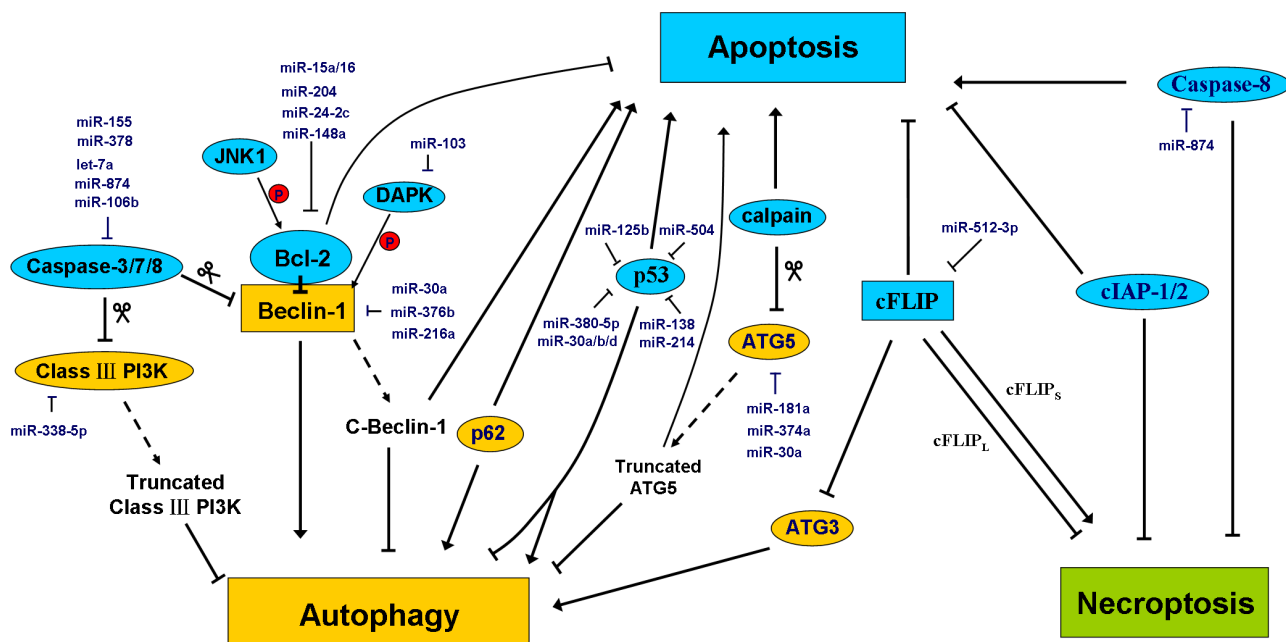 Apoptosis
miR-15a/16
miR-204
miR-24-2c
miR-148a
miR-155
miR-378
let-7a
miR-874
miR-106b
JNK1
P
miR-103
DAPK
P
Caspase-8
miR-874
Caspase-3/7/8
Bcl-2
Beclin-1
miR-30a
miR-376b
miR-216a
miR-125b
miR-504
p53
miR-380-5p
miR-30a/b/d
miR-138
miR-214
calpain
miR-512-3p
cFLIP
cIAP-1/2
Class III PI3K
miR-338-5p
C-Beclin-1
p62
ATG5
miR-181a
miR-374a
miR-30a
cFLIPS
cFLIPL
Truncated
Class III PI3K
Truncated
ATG5
ATG3
Autophagy
Necroptosis